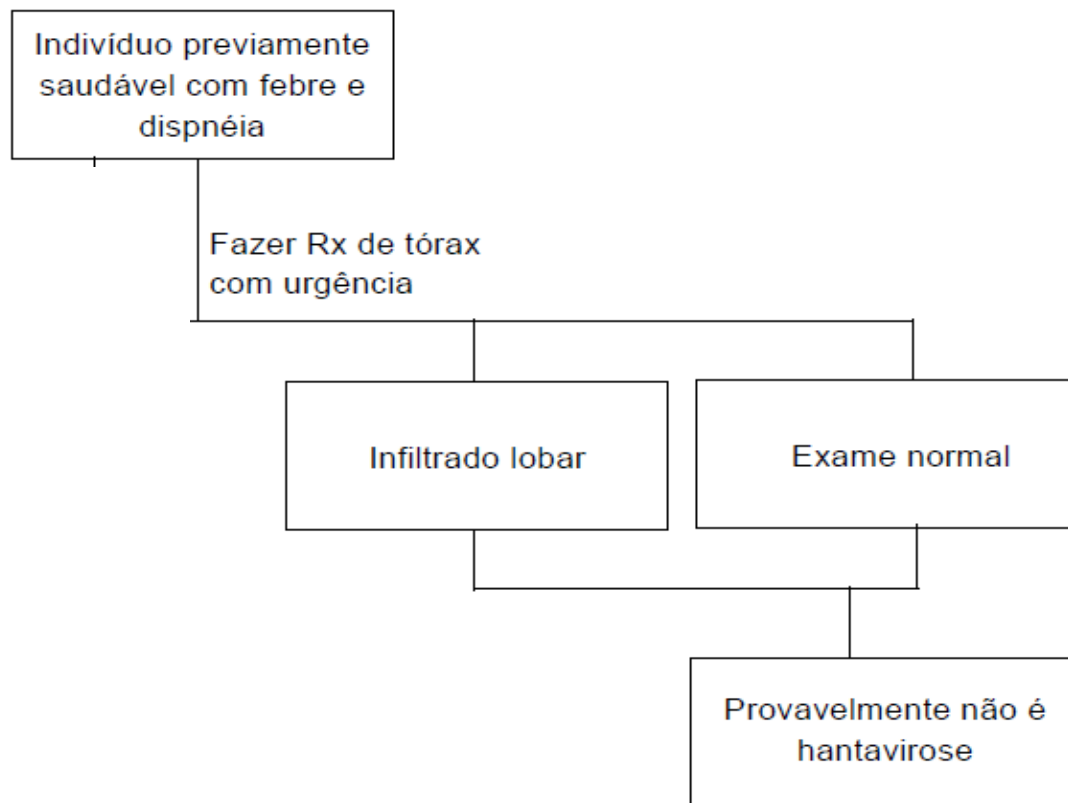 Indivíduo previamente
saudável com febre e
dispnéia
Fazer Rx de tórax
com urgência
Infiltrado lobar
Exame normal
Provavelmente não é
hantavirose